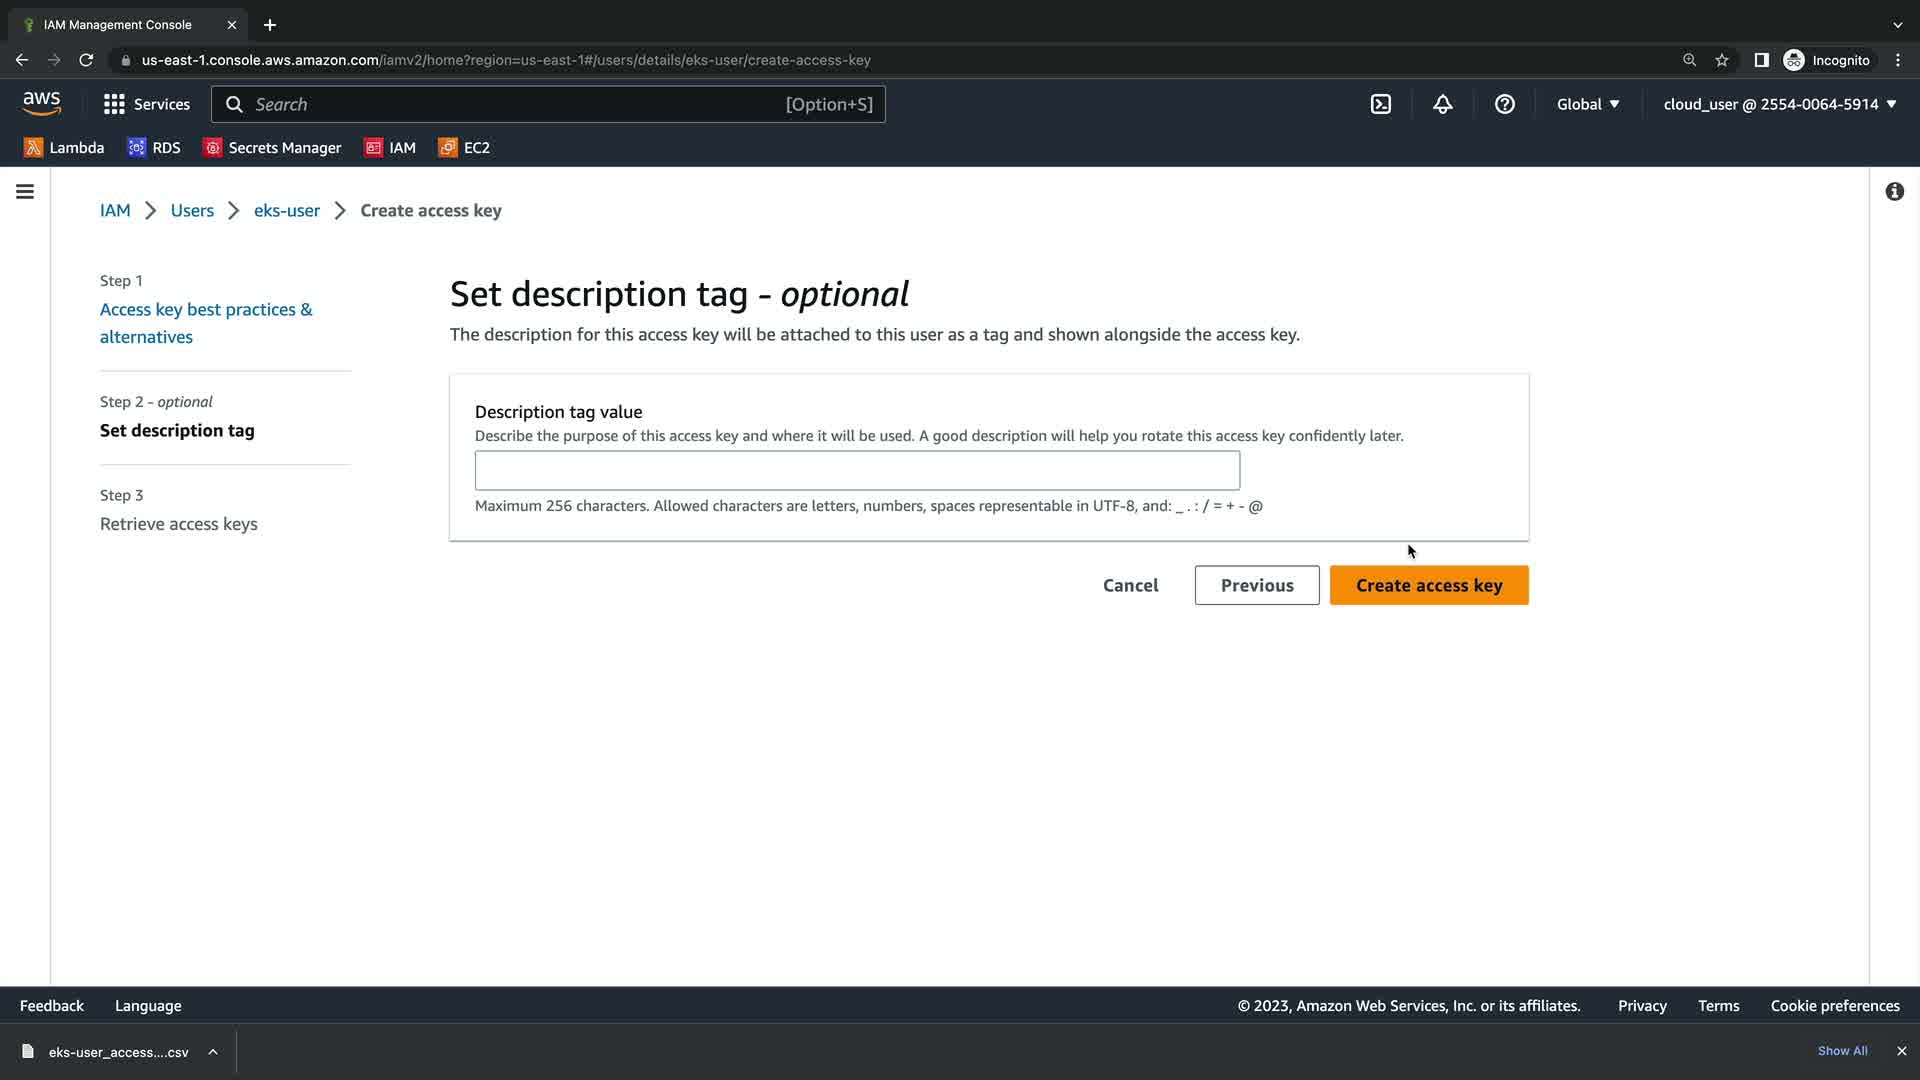 IAM Management Console
us-east-1.console.aws.amazon.com/iamv2/home?region=us-east-1#/users/details/eks-user/create-access-key
Incognito
aws
Services
Search
[Option+S]
Global
cloud_user @ 2554-0064-5914
Lambda
RDS
Secrets Manager
IAM
EC2
IAM
Users
eks-user
Create access key
Step 1
Access key best practices &
alternatives
Step 2 - optional
Set description tag
Step 3
Retrieve access keys
Set description tag - optional
The description for this access key will be attached to this user as a tag and shown alongside the access key.
Description tag value
Describe the purpose of this access key and where it will be used. A good description will help you rotate this access key confidently later.
Maximum 256 characters. Allowed characters are letters, numbers, spaces representable in UTF-8, and: _ . : / = + - @
Cancel
Previous
Create access key
Feedback
Language
© 2023, Amazon Web Services, Inc. or its affiliates.
Privacy
Terms
Cookie preferences
eks-user_access....csv
Show All